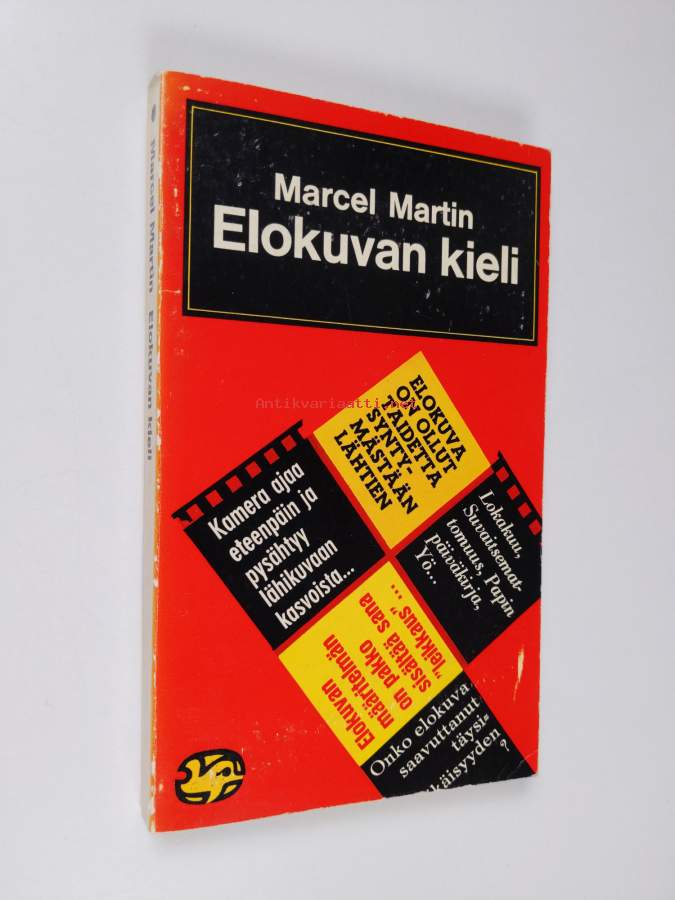 Marcel Martin
Elokuvan kieli
Marcel Martin Elokuvan kieli
Antikvariaatti.net
ELOKUVA
ON OLLUT
TAIDETTA
SYNTY-
MÄSTÄÄN
LÄHTIEN
Kamera ajaa
eteenpäin ja
pysähtyy
lähikuvaan
kasvoista...
Lokakuu,
Suvaitsemat-
tomuus, Papin
päiväkirja,
Yö...
Elokuvan
määritelmän
on pakko
sisältää sana
"leikkaus"...
Onko elokuva
saavuttanut
täysi-
käisyyden
?